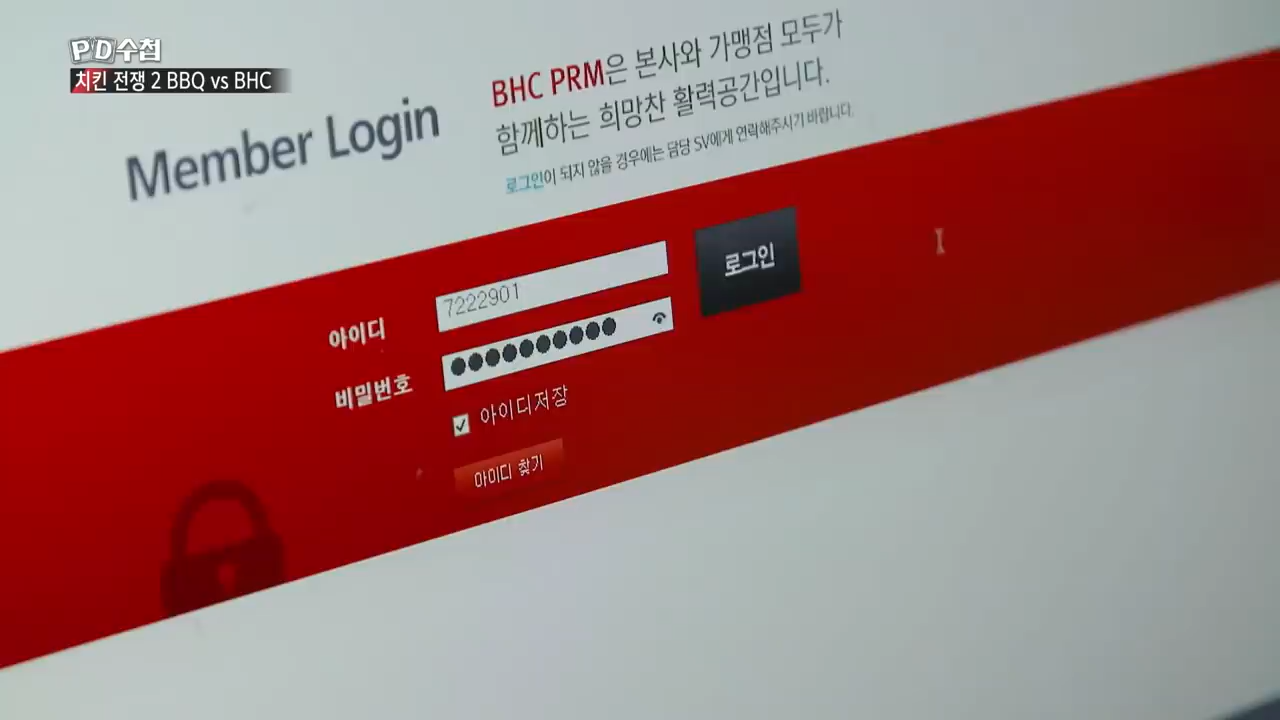 PD수첩
치킨 전쟁 2 BBQ vs BHC
Member Login
BHC PRM은 본사와 가맹점 모두가
함께하는 희망찬 활력공간입니다.
로그인이 되지 않을 경우에는 담당 SV에게 연락해주시기 바랍니다.
아이디
7222901
로그인
비밀번호
아이디저장
아이디 찾기